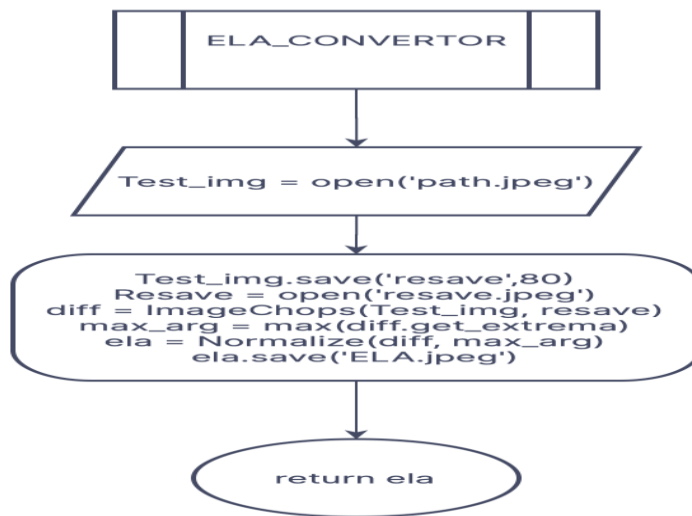 ELA_CONVERTOR
Test_img = open('path.jpeg')
Test_img.save('resave',80)
Resave = open('resave.jpeg')
diff = ImageChops(Test_img, resave)
max_arg = max(diff.get_extrema)
ela = Normalize(diff, max_arg)
ela.save('ELA.jpeg')
return ela